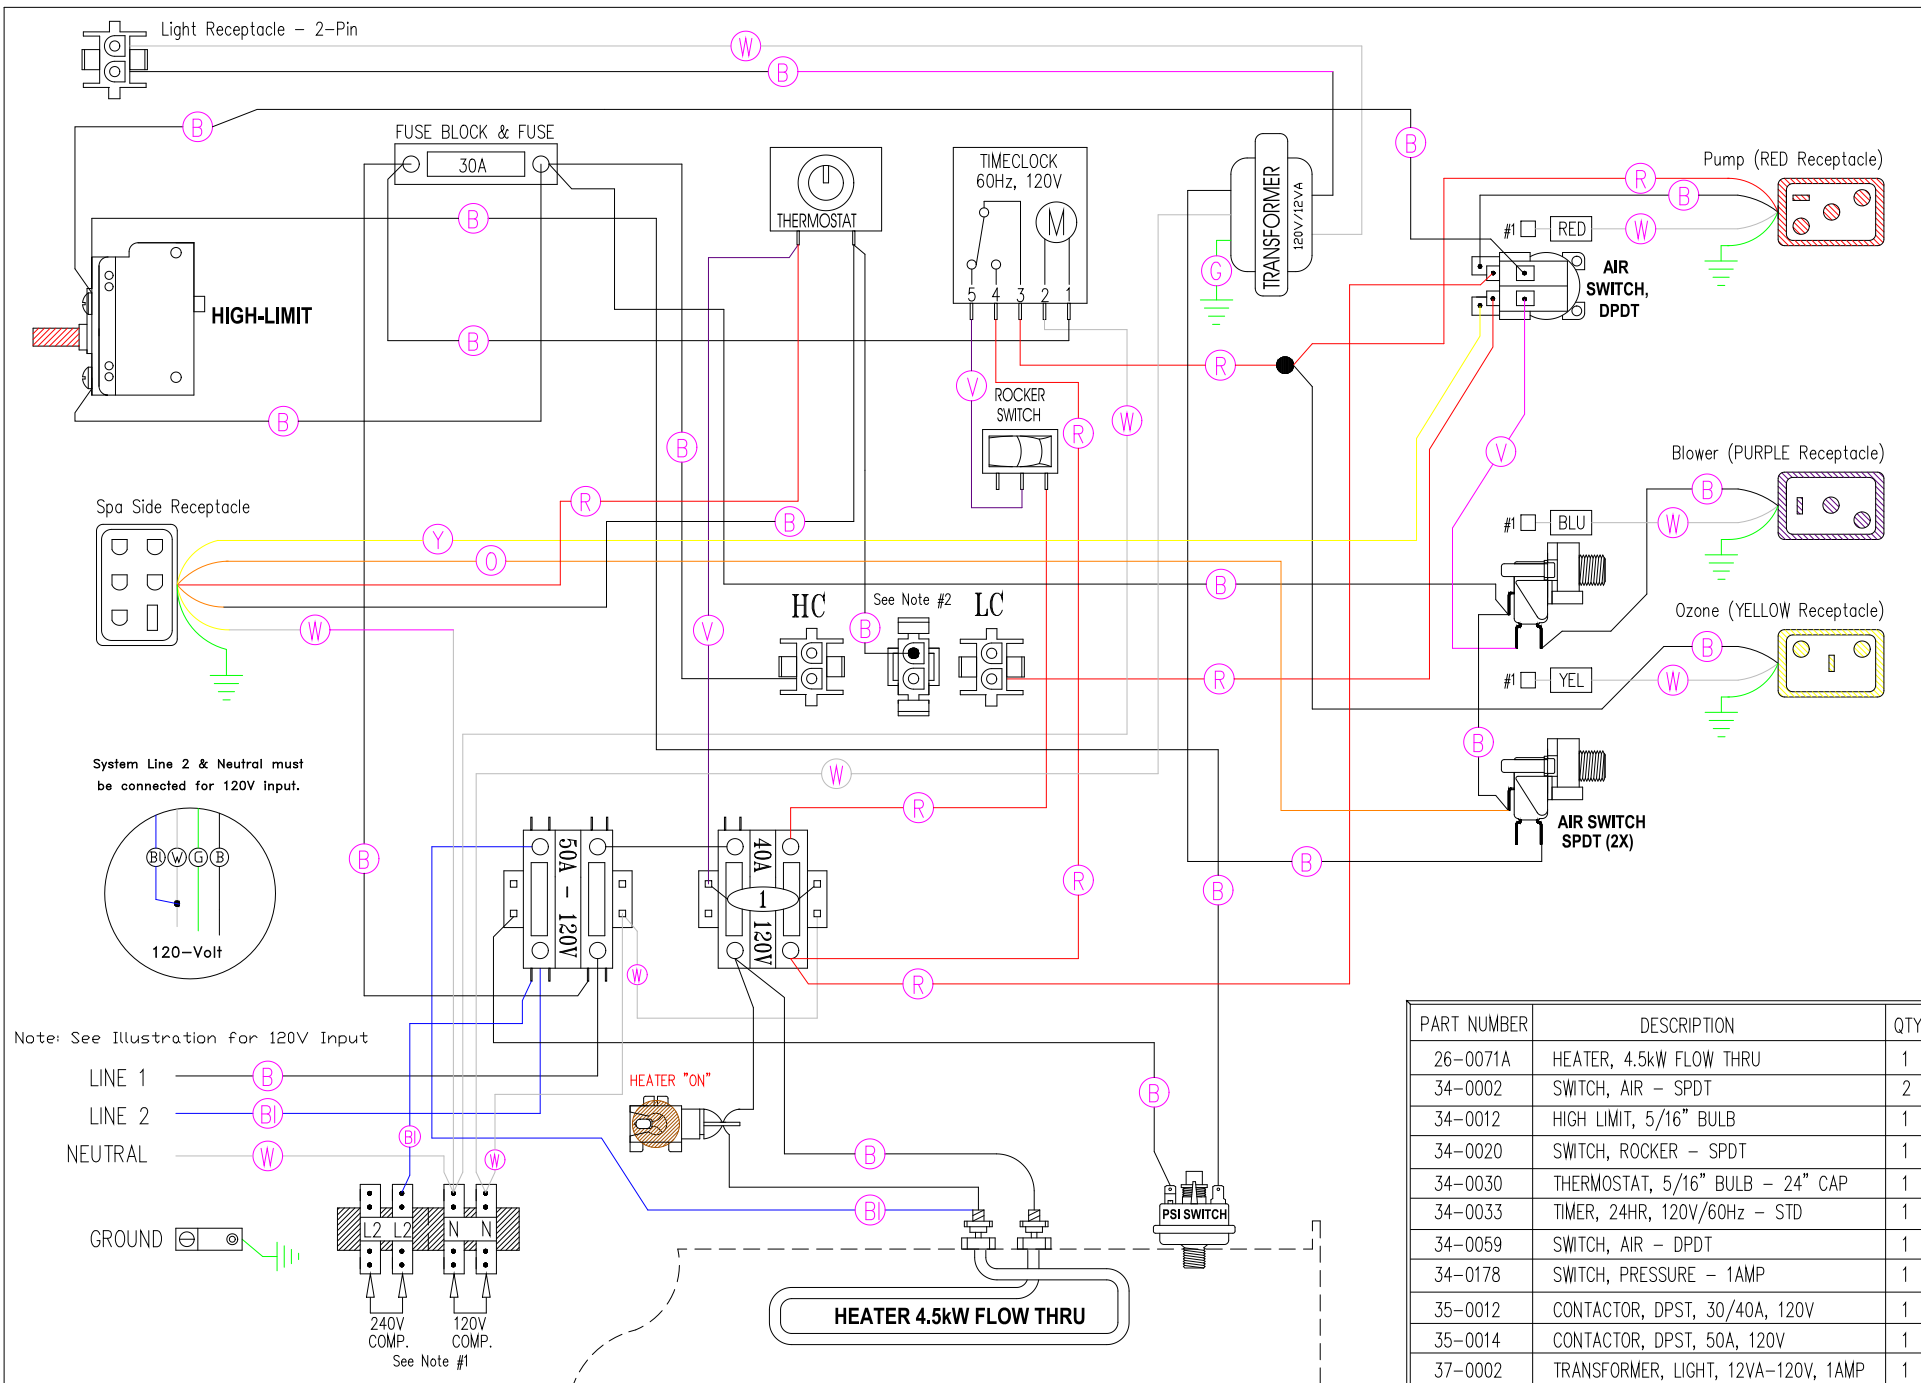 Light Receptacle - 2-Pin
W
B
B
FUSE BLOCK & FUSE
30A
THERMOSTAT
TIMECLOCK
60Hz, 120V
M
5 4 3 2 1
TRANSFORMER
120V/12VA
G
B
Pump (RED Receptacle)
R
B
#1 RED W
AIR
SWITCH,
DPDT
HIGH-LIMIT
B
B
B
B
R
V
ROCKER
SWITCH
R
W
V
Blower (PURPLE Receptacle)
B
#1 BLU W
Spa Side Receptacle
R
B
Y
O
W
B
HC
See Note #2
LC
V
B
R
Ozone (YELLOW Receptacle)
B
#1 YEL W
B
System Line 2 & Neutral must
be connected for 120V input.
Bl W G B
120-Volt
W
R
B
AIR SWITCH
SPDT (2X)
B
B
R
B
50A - 120V
40A 120V
1
W
R
Note: See Illustration for 120V Input
LINE 1 B
LINE 2 Bl
NEUTRAL W
GROUND
Bl
W
HEATER "ON"
B
B
Bl
PSI SWITCH
L2 L2 N N
240V
COMP.
120V
COMP.
See Note #1
HEATER 4.5kW FLOW THRU
PART NUMBER DESCRIPTION QTY
26-0071A HEATER, 4.5kW FLOW THRU 1
34-0002 SWITCH, AIR - SPDT 2
34-0012 HIGH LIMIT, 5/16" BULB 1
34-0020 SWITCH, ROCKER - SPDT 1
34-0030 THERMOSTAT, 5/16" BULB - 24" CAP 1
34-0033 TIMER, 24HR, 120V/60Hz - STD 1
34-0059 SWITCH, AIR - DPDT 1
34-0178 SWITCH, PRESSURE - 1AMP 1
35-0012 CONTACTOR, DPST, 30/40A, 120V 1
35-0014 CONTACTOR, DPST, 50A, 120V 1
37-0002 TRANSFORMER, LIGHT, 12VA-120V, 1AMP 1